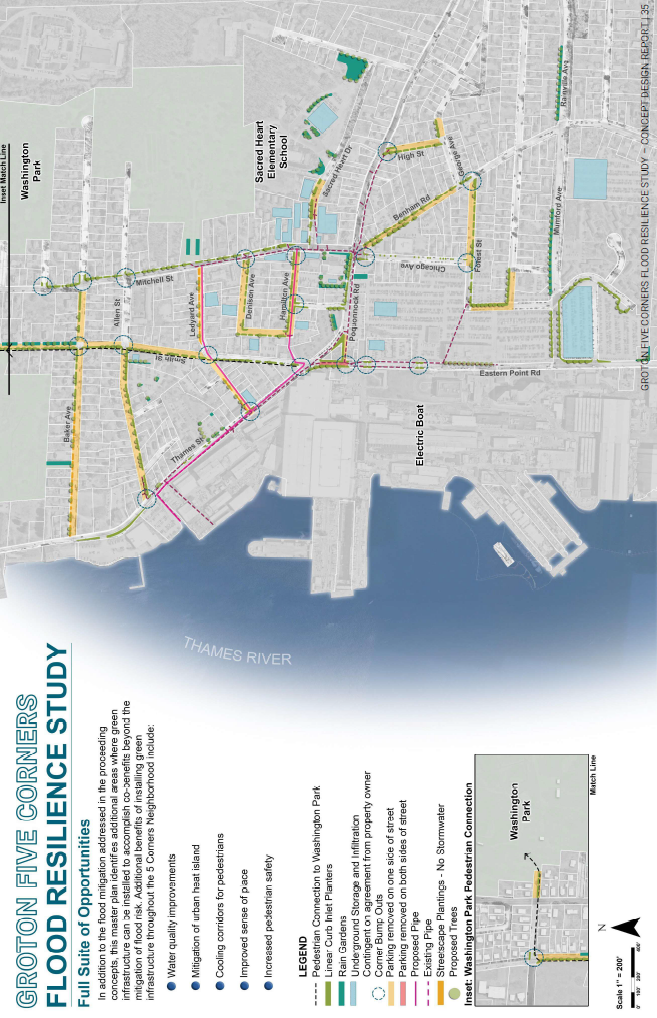 GROTON FIVE CORNERS
FLOOD RESILIENCE STUDY
Full Suite of Opportunities
In addition to the flood mitigation addressed in the proceeding
concepts, this master plan identifies additional areas where green
infrastructure can be installed to accomplish co-benefits beyond the
mitigation of flood risk. Additional benefits of installing green
infrastructure throughout the 5 Corners Neighborhood include:
Water quality improvements
Mitigation of urban heat island
Cooling corridors for pedestrians
Improved sense of place
Increased pedestrian safety
LEGEND
Pedestrian Connection to Washington Park
Linear Curb Inlet Planters
Rain Gardens
Underground Storage and Infiltration
Contingent on agreement from property owner
Corner Bump Outs
Parking removed on one side of street
Parking removed on both sides of street
Proposed Pipe
Existing Pipe
Streetscape Plantings - No Stormwater
Proposed Trees
Inset: Washington Park Pedestrian Connection
Washington
Park
Match Line
N
Scale 1" = 200'
0' 100' 200' 400'
THAMES RIVER
Inset Match Line
Washington
Park
Baker Ave
Allen St
Smith St
Mitchell St
Thames St
Ledyard Ave
Denison Ave
Hamilton Ave
Sacred Heart
Elementary
School
Sacred Heart Dr
Poquonnock Rd
Electric Boat
Eastern Point Rd
Chicago Ave
Benham Rd
High St
George Ave
Forest St
Mumford Ave
Rainville Ave
GROTON FIVE CORNERS FLOOD RESILIENCE STUDY – CONCEPT DESIGN REPORT | 35